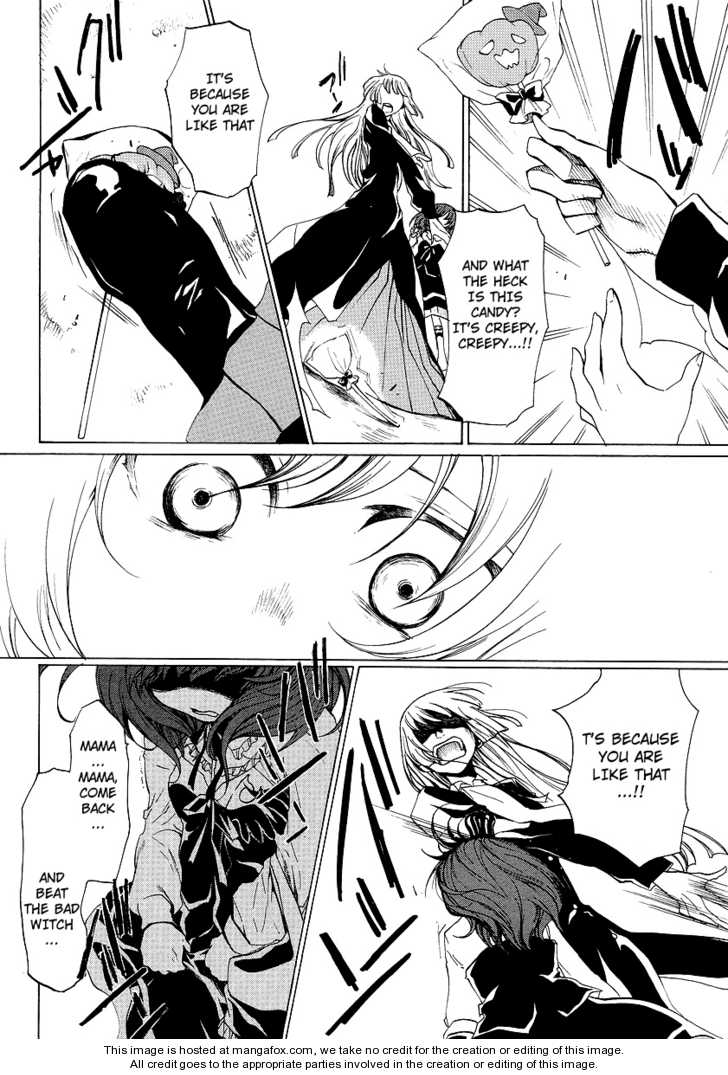 AND WHAT
THE HECK
IS THIS
CANDY?
IT'S CREEPY,
CREEPY...!!
!?
IT'S
BECAUSE
YOU ARE
LIKE THAT
T'S BECAUSE
YOU ARE
LIKE THAT
...!!
MAMA
...
MAMA,
COME
BACK
...
AND
BEAT
THE BAD
WITCH
...
This image is hosted at mangafox.com, we take no credit for the creation or editing of this image.
All credit goes to the appropriate parties involved in the creation or editing of this image.